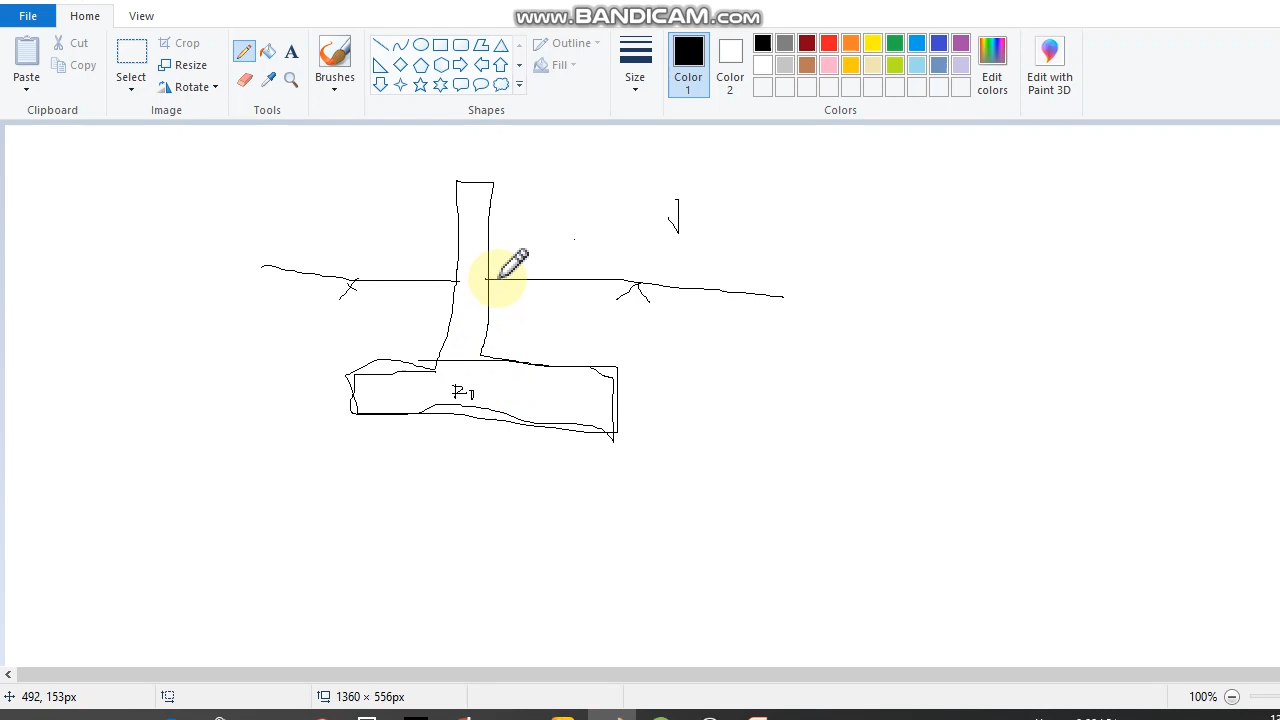 www.BANDICAM.com
File Home View
Paste
Cut
Copy
Clipboard
Select
Crop
Resize
Rotate
Image
Tools
Brushes
Shapes
Outline
Fill
Size
Color 1
Color 2
Colors
Edit colors
Edit with Paint 3D
492, 153px
1360 × 556px
100%